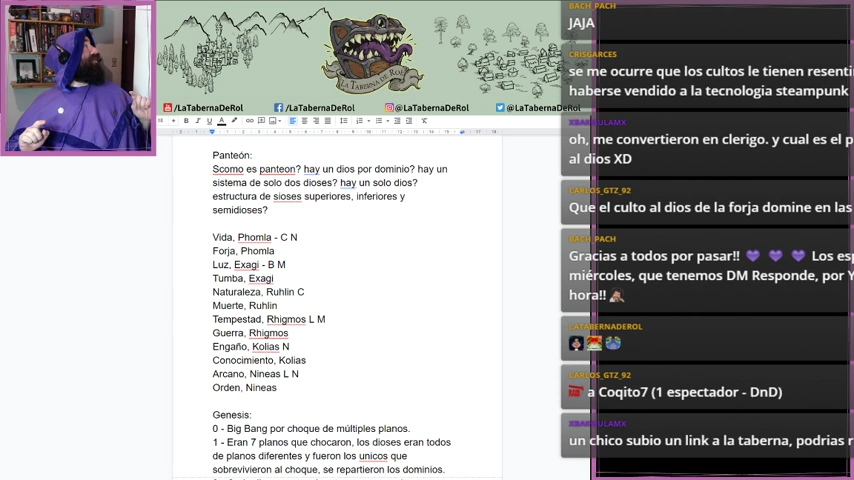 LA TABERNA DE ROL
/LaTabernaDeRol
/LaTabernaDeRol
@LaTabernaDeRol
@LaTabernaDeRol
Panteón:
Scomo es panteon? hay un dios por dominio? hay un
sistema de solo dos dioses? hay un solo dios?
estructura de sioses superiores, inferiores y
semidioses?
Vida, Phomla - C N
Forja, Phomla
Luz, Exagi - B M
Tumba, Exagi
Naturaleza, Ruhlin C
Muerte, Ruhlin
Tempestad, Rhigmos L M
Guerra, Rhigmos
Engaño, Kolias N
Conocimiento, Kolias
Arcano, Nineas L N
Orden, Nineas
Genesis:
0 - Big Bang por choque de múltiples planos.
1 - Eran 7 planos que chocaron, los dioses eran todos
de planos diferentes y fueron los unicos que
sobrevivieron al choque, se repartieron los dominios.
BACH_PACH
JAJA
CRISGARCES
se me ocurre que los cultos le tienen resenti
haberse vendido a la tecnologia steampunk
oh, me convertieron en clerigo. y cual es el p
al dios XD
CARLOS_GTZ_92
Que el culto al dios de la forja domine en las
BACH_PACH
Gracias a todos por pasar!! Los es
miércoles, que tenemos DM Responde, por Y
hora!!
LATABERNADEROL
CARLOS_GTZ_92
a Coqito7 (1 espectador - DnD)
un chico subio un link a la taberna, podrias